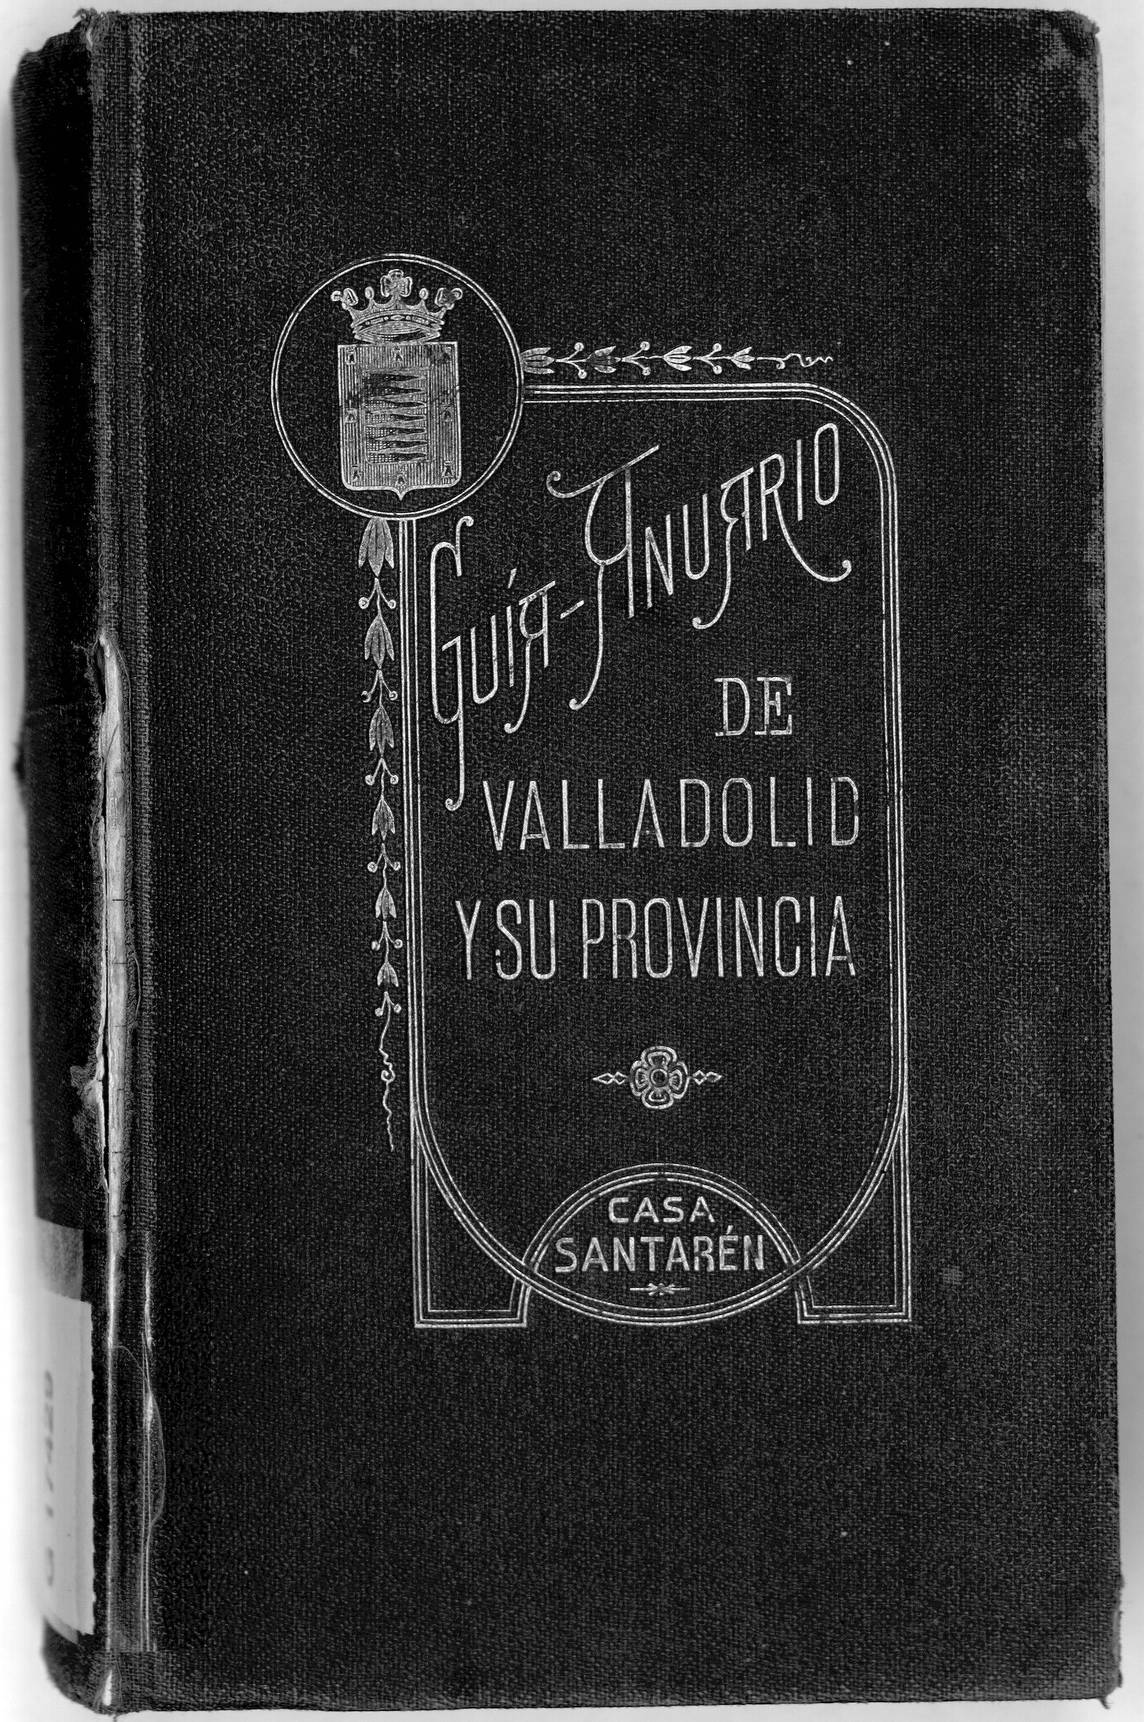 GUÍA-ANUARIO
DE
VALLADOLID
Y SU PROVINCIA
CASA
SANTARÉN